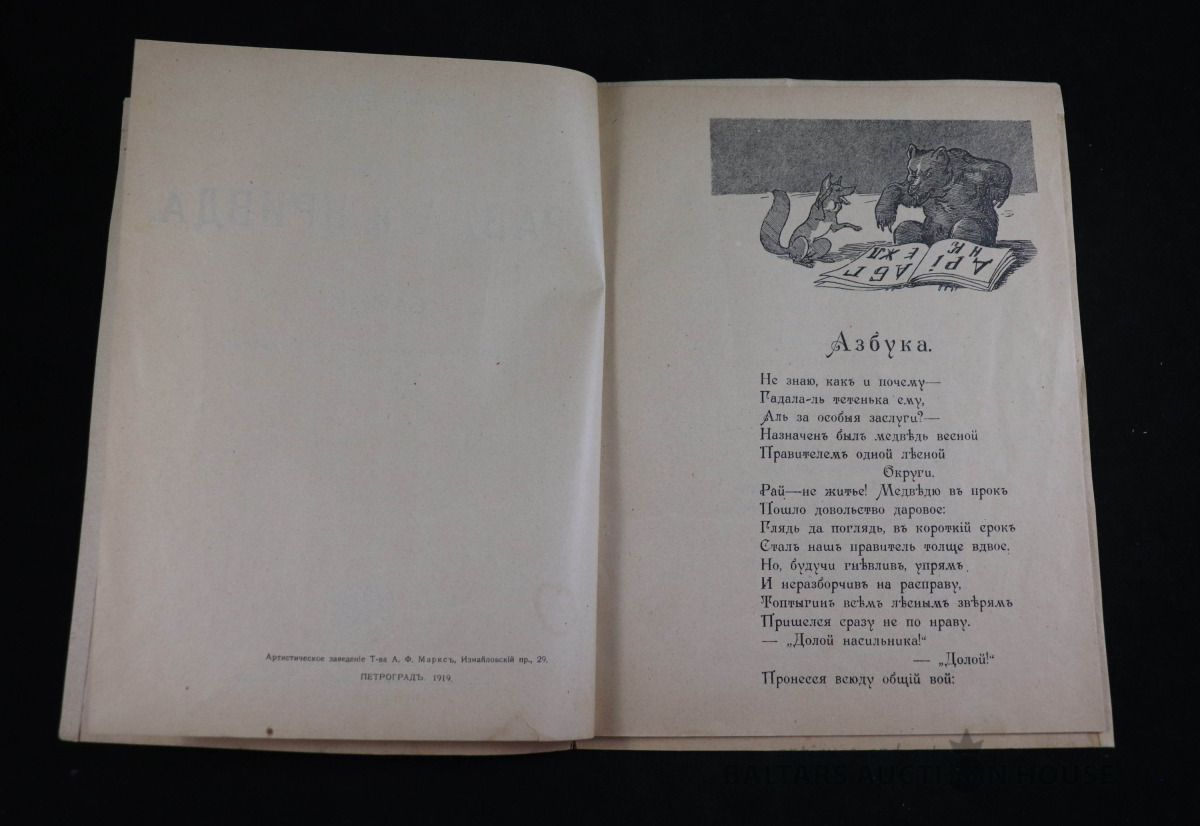 Артистическое заведеніе Т-ва А. Ф. Марксъ, Измайловскій пр., 29.
ПЕТРОГРАДЪ. 1919.
А Б Г
Е Ж Д
Азбука.
Не знаю, какъ и почему—
Гадала-ль тетенька ему,
Аль за особыя заслуги?—
Назначенъ былъ медвѣдь весной
Правителемъ одной лѣсной
Округи.
Рай—не житье! Медвѣдю въ прокъ
Пошло довольство даровое:
Глядь да поглядь, въ короткій срокъ
Сталъ нашъ правитель толще вдвое.
Но, будучи гнѣвливъ, упрямъ
И неразборчивъ на расправу,
Топтыгинъ всѣмъ лѣснымъ звѣрямъ
Пришелся сразу не по нраву.
— „Долой насильника!“
— „Долой!“
Пронесся всюду общій вой:
BALTARS AUCTION HOUSE